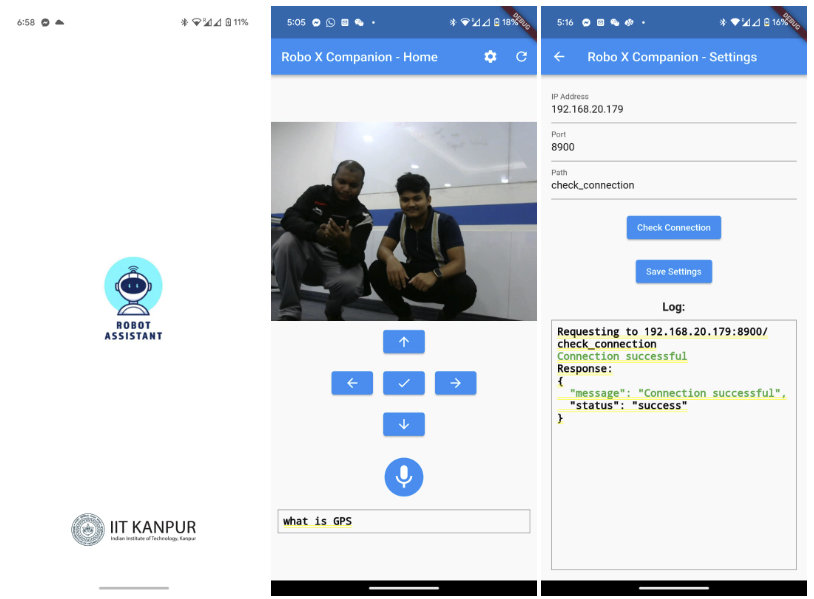 6:58
11%
ROBOT
ASSISTANT
IIT KANPUR
Indian Institute of Technology, Kanpur
5:05
18%
DEBUG
Robo X Companion - Home
what is GPS
5:16
16%
DEBUG
Robo X Companion - Settings
IP Address
192.168.20.179
Port
8900
Path
check_connection
Check Connection
Save Settings
Log:
Requesting to 192.168.20.179:8900/
check_connection
Connection successful
Response:
{
"message": "Connection successful",
"status": "success"
}